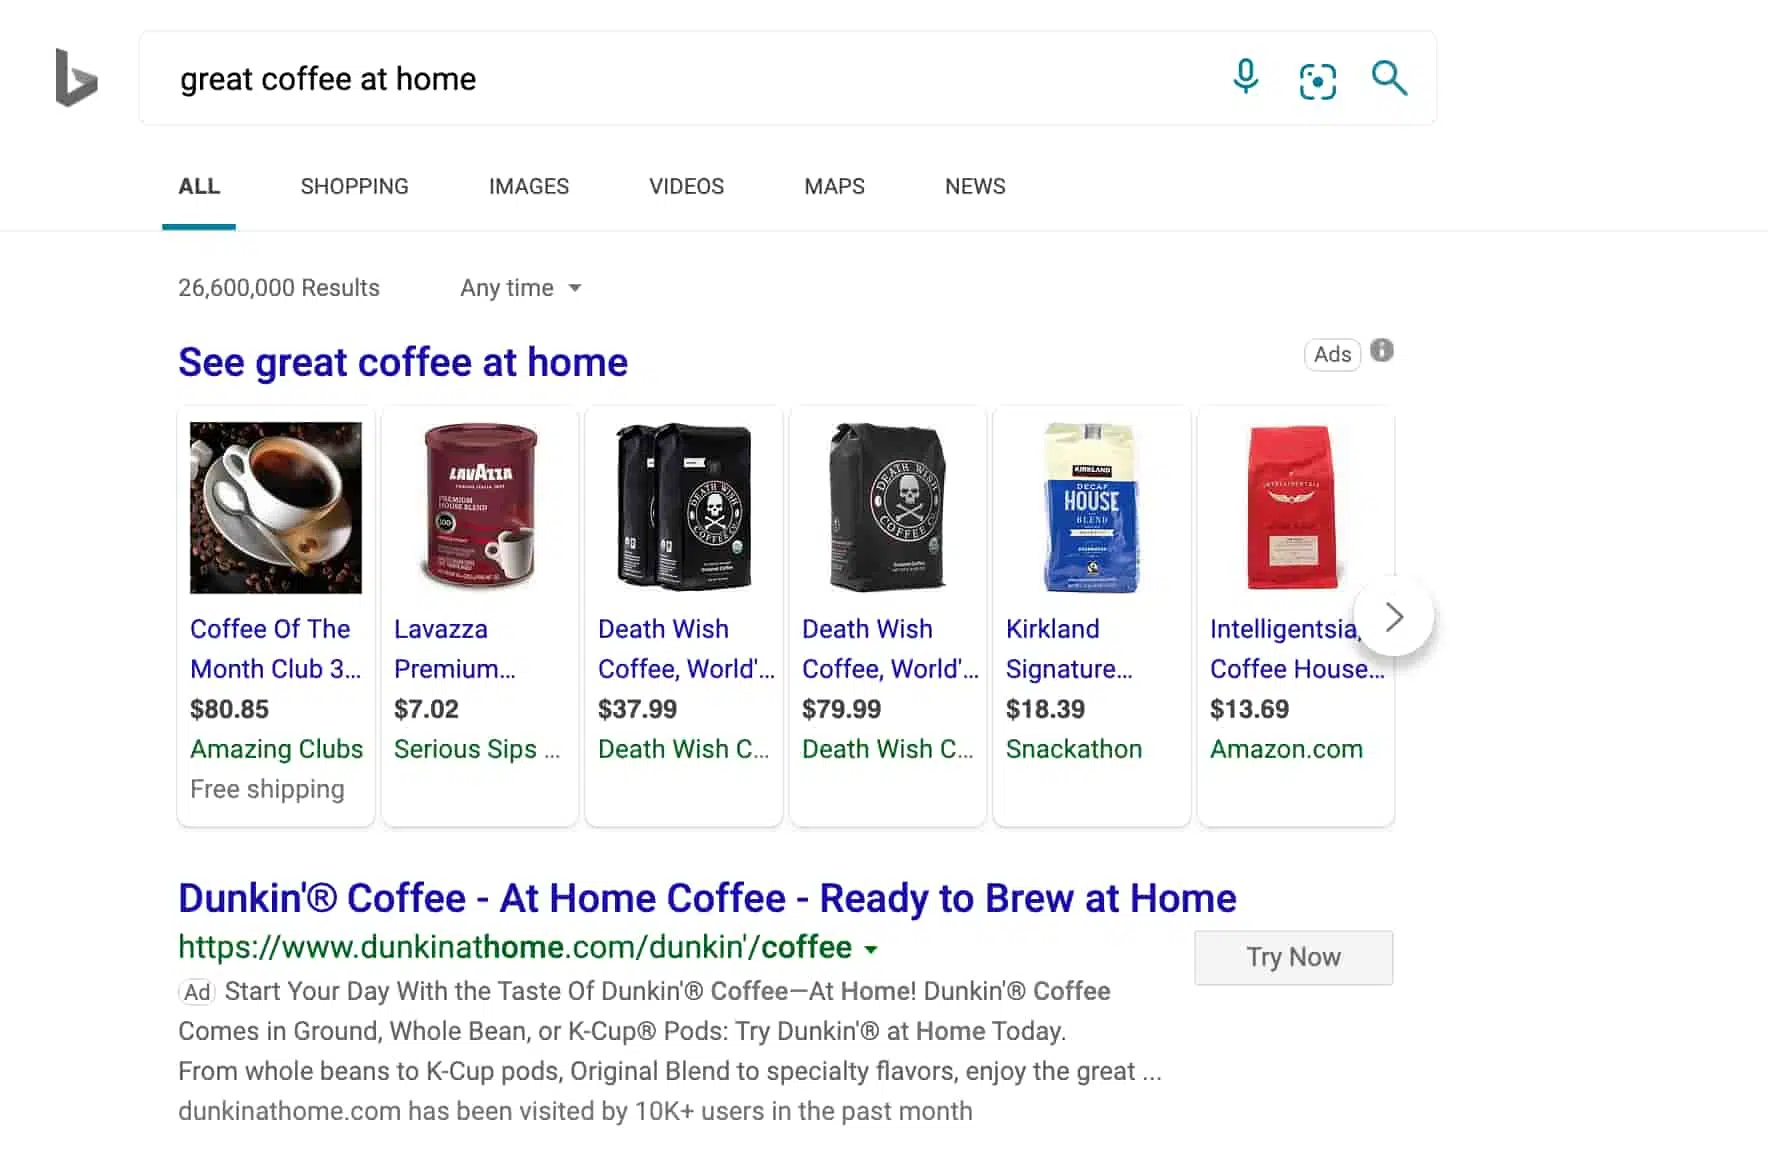 great coffee at home
ALL SHOPPING IMAGES VIDEOS MAPS NEWS
26,600,000 Results Any time
See great coffee at home
Ads
LAVAZZA
PREMIUM
HOUSE BLEND
100
DEATH WISH
COFFEE CO.
DEATH WISH
COFFEE CO.
KIRKLAND
DECAF
HOUSE
BLEND
INTELLIGENTSIA
Coffee Of The
Month Club 3...
$80.85
Amazing Clubs
Free shipping
Lavazza
Premium...
$7.02
Serious Sips ...
Death Wish
Coffee, World'...
$37.99
Death Wish C...
Death Wish
Coffee, World'...
$79.99
Death Wish C...
Kirkland
Signature...
$18.39
Snackathon
Intelligentsia,
Coffee House...
$13.69
Amazon.com
Dunkin'® Coffee - At Home Coffee - Ready to Brew at Home
https://www.dunkinathome.com/dunkin'/coffee
Try Now
Ad Start Your Day With the Taste Of Dunkin'® Coffee—At Home! Dunkin'® Coffee
Comes in Ground, Whole Bean, or K-Cup® Pods: Try Dunkin'® at Home Today.
From whole beans to K-Cup pods, Original Blend to specialty flavors, enjoy the great ...
dunkinathome.com has been visited by 10K+ users in the past month